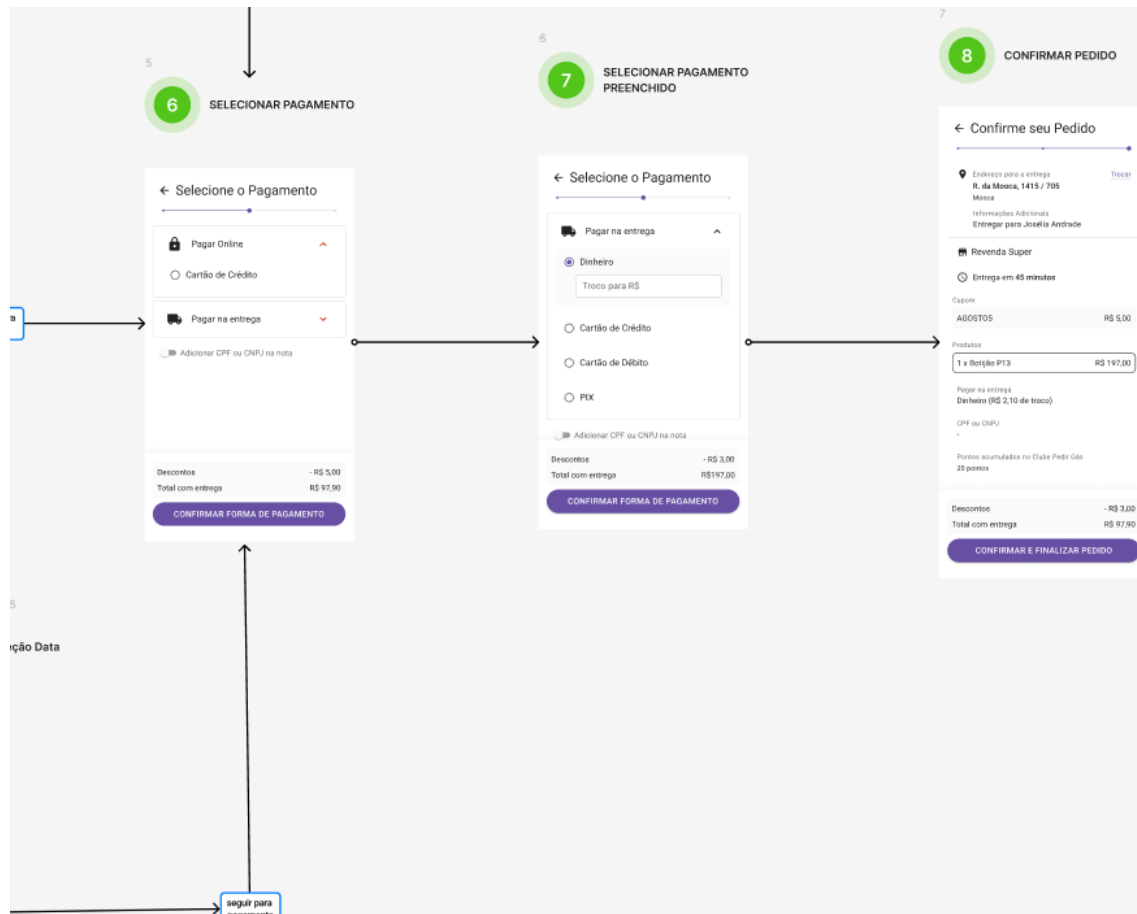 5
6
SELECIONAR PAGAMENTO
← Selecione o Pagamento
Pagar Online
Cartão de Crédito
Pagar na entrega
Adicionar CPF ou CNPJ na nota
Descontos - R$ 5,00
Total com entrega R$ 97,90
CONFIRMAR FORMA DE PAGAMENTO
6
7
SELECIONAR PAGAMENTO
PREENCHIDO
← Selecione o Pagamento
Pagar na entrega
Dinheiro
Troco para R$
Cartão de Crédito
Cartão de Débito
PIX
Adicionar CPF ou CNPJ na nota
Descontos - R$ 3,00
Total com entrega R$197,00
CONFIRMAR FORMA DE PAGAMENTO
7
8
CONFIRMAR PEDIDO
← Confirme seu Pedido
Endereço para a entrega Trocar
R. da Mooca, 1415 / 705
Mooca
Informações Adicionais
Entregar para Josélia Andrade
Revenda Super
Entrega em 45 minutos
Cupom
AGOSTO5 R$ 5,00
Produtos
1 x Botijão P13 R$ 197,00
Pagar na entrega
Dinheiro (R$ 2,10 de troco)
CPF ou CNPJ
-
Pontos acumulados no Clube Pedir Gás
20 pontos
Descontos - R$ 3,00
Total com entrega R$ 97,90
CONFIRMAR E FINALIZAR PEDIDO
5
ção Data
seguir para